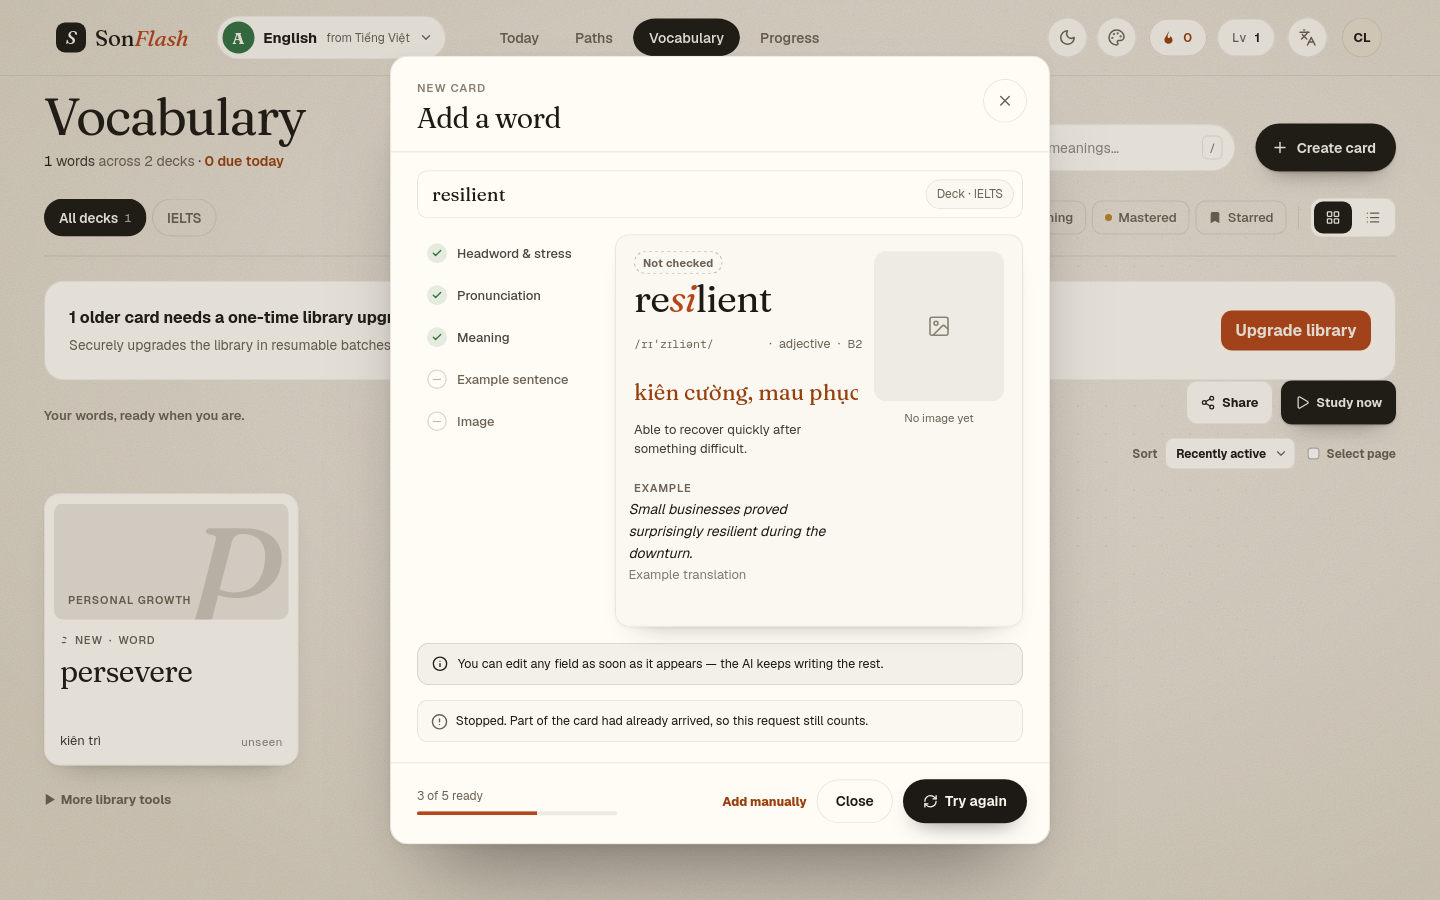 S SonFlash
A English from Tiếng Việt
Today Paths Vocabulary Progress
0
Lv 1
CL
Vocabulary
1 words across 2 decks · 0 due today
meanings... /
Create card
All decks 1
IELTS
Mastered
Starred
1 older card needs a one-time library
Securely upgrades the library in resumable batches
Upgrade library
Your words, ready when you are.
Share
Study now
Sort Recently active
Select page
P
PERSONAL GROWTH
NEW · WORD
persevere
kiên trì
unseen
More library tools
NEW CARD
Add a word
resilient
Deck · IELTS
Headword & stress
Pronunciation
Meaning
Example sentence
Image
Not checked
resilient
/rɪˈzɪliənt/ · adjective · B2
kiên cường, mau phục
Able to recover quickly after
something difficult.
No image yet
EXAMPLE
Small businesses proved
surprisingly resilient during the
downturn.
Example translation
You can edit any field as soon as it appears — the AI keeps writing the rest.
Stopped. Part of the card had already arrived, so this request still counts.
3 of 5 ready
Add manually
Close
Try again